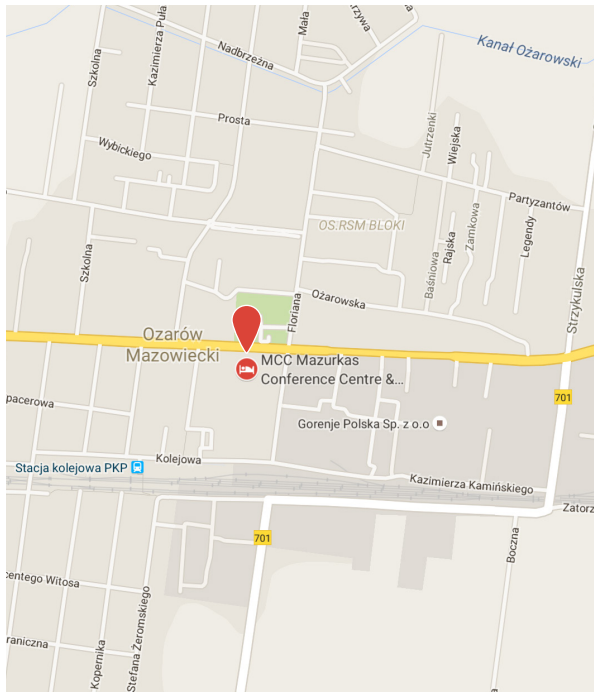 Mała
rzywa
Kazimierza Puła
Nadbrzeżna
Kanał Ożarowski
Szkolna
Prosta
Jutrzenki
Wiejska
Wybickiego
Partyzantów
OS.RSM BLOKI
Legendy
Zamkowa
Rajska
Baśniowa
Szkolna
Ożarowska
Floriana
Strzykulska
Ozarów
Mazowiecki
MCC Mazurkas
Conference Centre &...
701
pacerowa
Gorenje Polska Sp. z o.o
Kolejowa
Stacja kolejowa PKP
Kazimierza Kamińskiego
Zatorz
701
Boczna
centego Witosa
Stefana Żeromskiego
raniczna
Kopernika